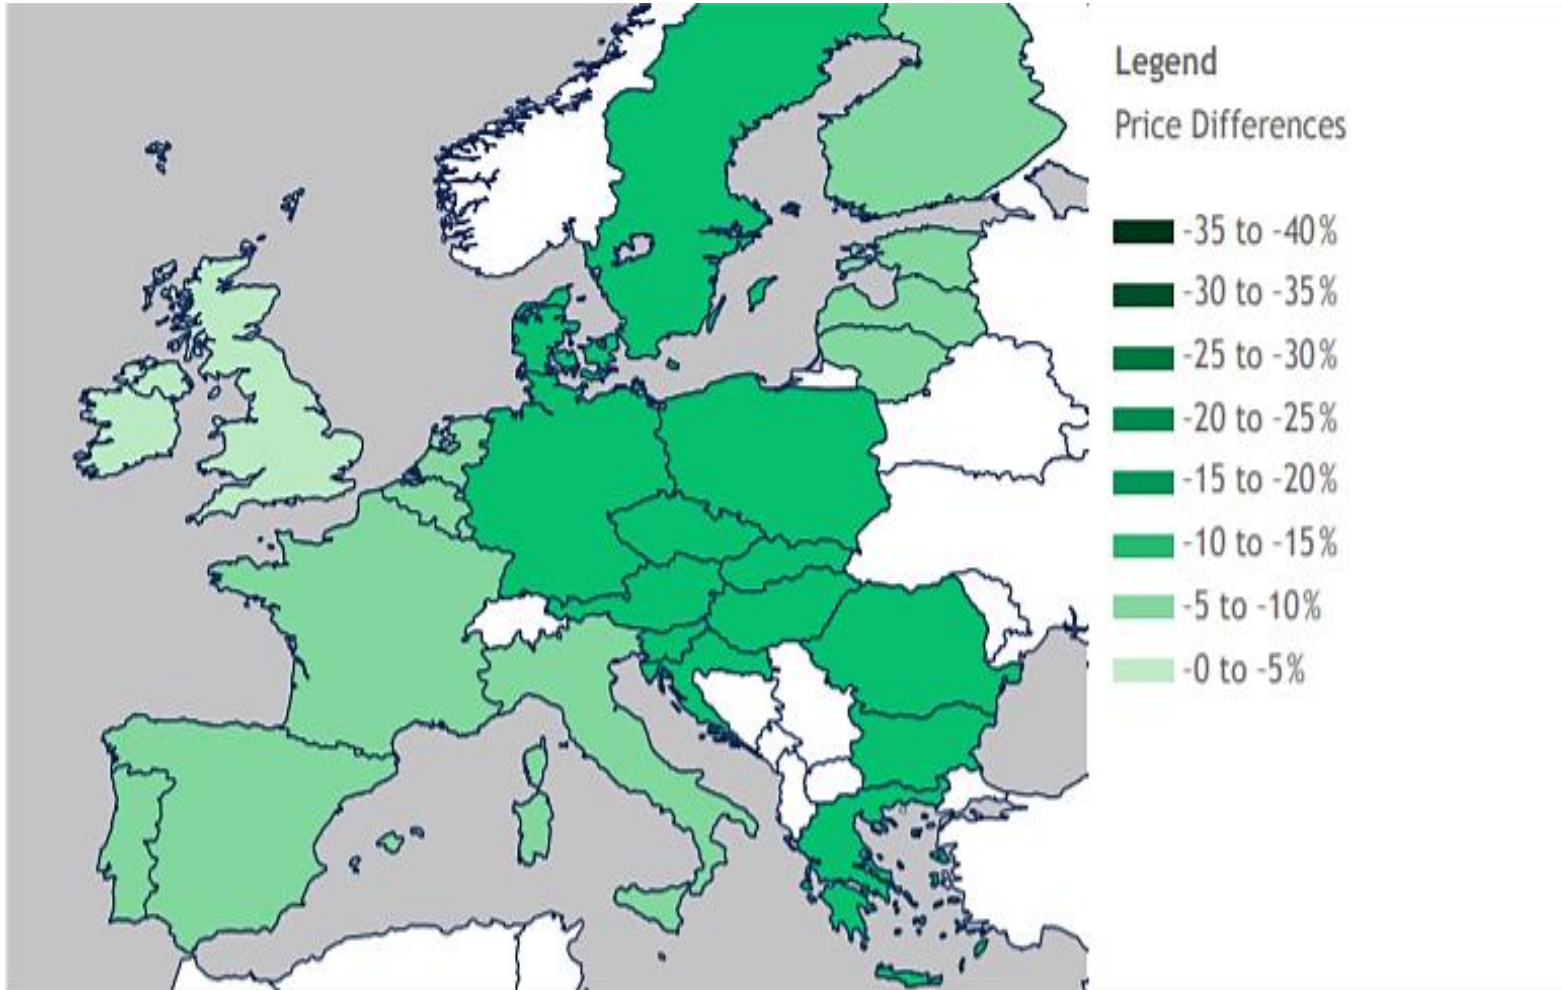 Legend
Price Differences
-35 to -40%
-30 to -35%
-25 to -30%
-20 to -25%
-15 to -20%
-10 to -15%
-5 to -10%
-0 to -5%